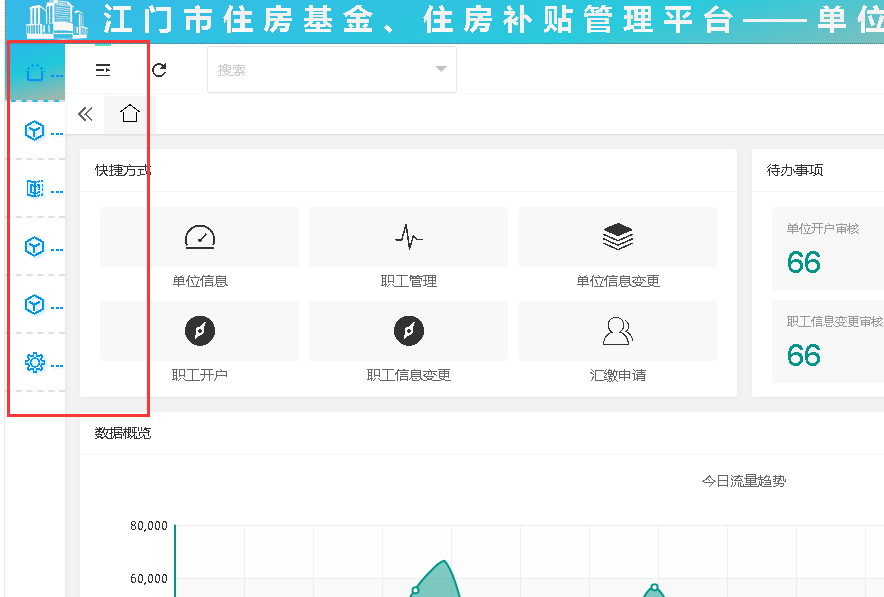 江门市住房基金、住房补贴管理平台——单位
...
搜索
...
...
快捷方式
待办事项
...
单位信息
职工管理
单位信息变更
单位开户审核
66
...
职工开户
职工信息变更
汇缴申请
职工信息变更审核
66
...
数据概览
今日流量趋势
80,000
60,000